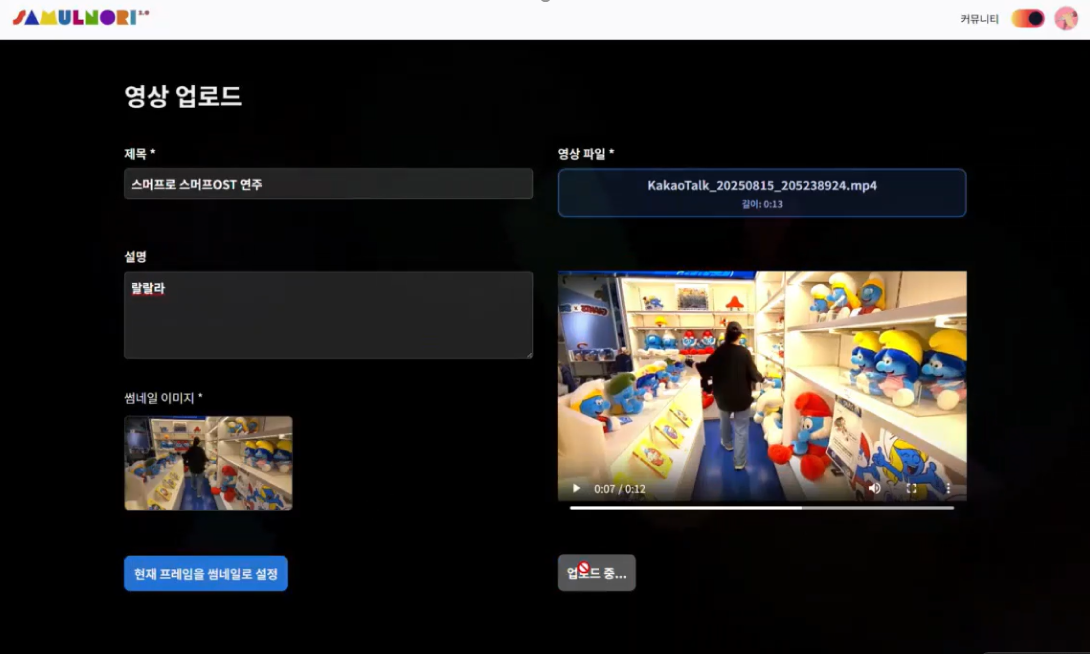 SAMULNORI
커뮤니티
영상 업로드
제목 *
스머프로 스머프OST 연주
영상 파일 *
KakaoTalk_20250815_205238924.mp4
길이: 0:13
설명
랄랄라
썸네일 이미지 *
0:07 / 0:12
현재 프레임을 썸네일로 설정
업로드 중...